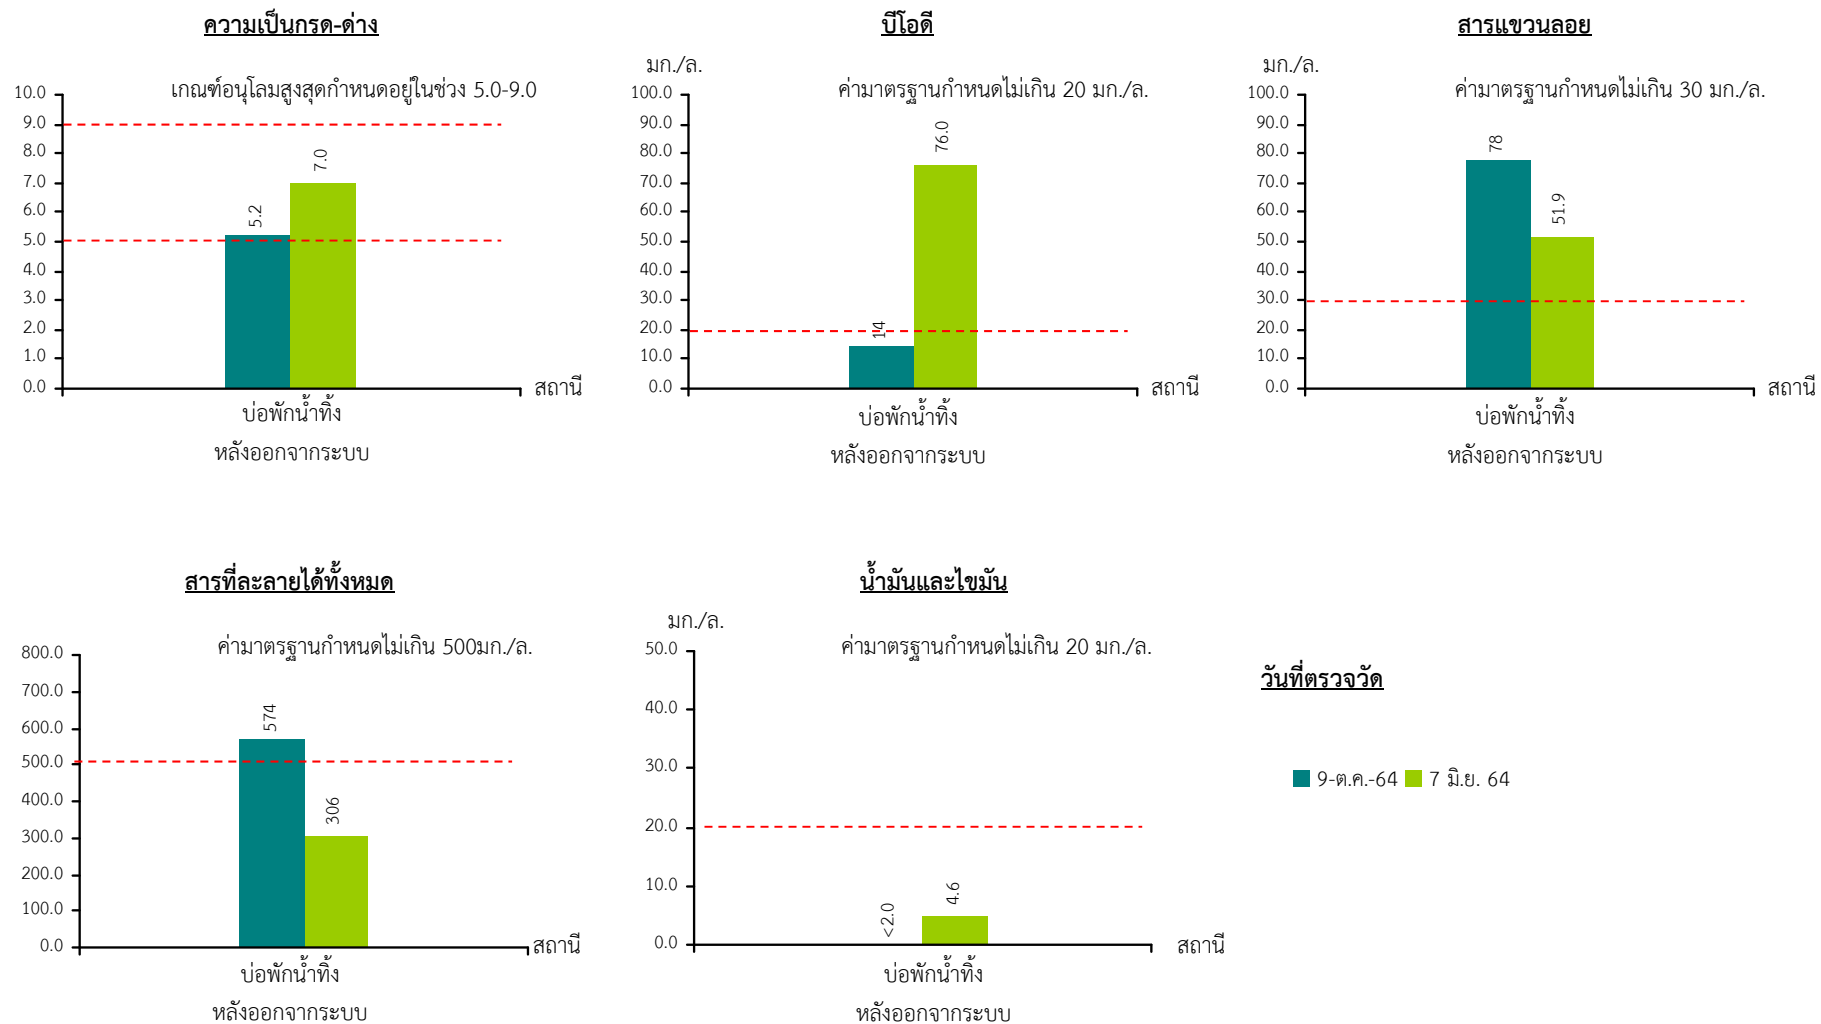 ความเป็นกรด-ด่าง
เกณฑ์อนุโลมสูงสุดกำหนดอยู่ในช่วง 5.0-9.0
10.0
9.0
8.0
7.0
6.0
5.0
4.0
3.0
2.0
1.0
0.0
5.2
7.0
สถานี
บ่อพักน้ำทิ้ง
หลังออกจากระบบ
บีโอดี
มก./ล.
ค่ามาตรฐานกำหนดไม่เกิน 20 มก./ล.
100.0
90.0
80.0
70.0
60.0
50.0
40.0
30.0
20.0
10.0
0.0
14
76.0
สถานี
บ่อพักน้ำทิ้ง
หลังออกจากระบบ
สารแขวนลอย
มก./ล.
ค่ามาตรฐานกำหนดไม่เกิน 30 มก./ล.
100.0
90.0
80.0
70.0
60.0
50.0
40.0
30.0
20.0
10.0
0.0
78
51.9
สถานี
บ่อพักน้ำทิ้ง
หลังออกจากระบบ
สารที่ละลายได้ทั้งหมด
ค่ามาตรฐานกำหนดไม่เกิน 500มก./ล.
800.0
700.0
600.0
500.0
400.0
300.0
200.0
100.0
0.0
574
306
สถานี
บ่อพักน้ำทิ้ง
หลังออกจากระบบ
น้ำมันและไขมัน
มก./ล.
ค่ามาตรฐานกำหนดไม่เกิน 20 มก./ล.
50.0
40.0
30.0
20.0
10.0
0.0
<2.0
4.6
สถานี
บ่อพักน้ำทิ้ง
หลังออกจากระบบ
วันที่ตรวจวัด
9-ต.ค.-64 7 มิ.ย. 64